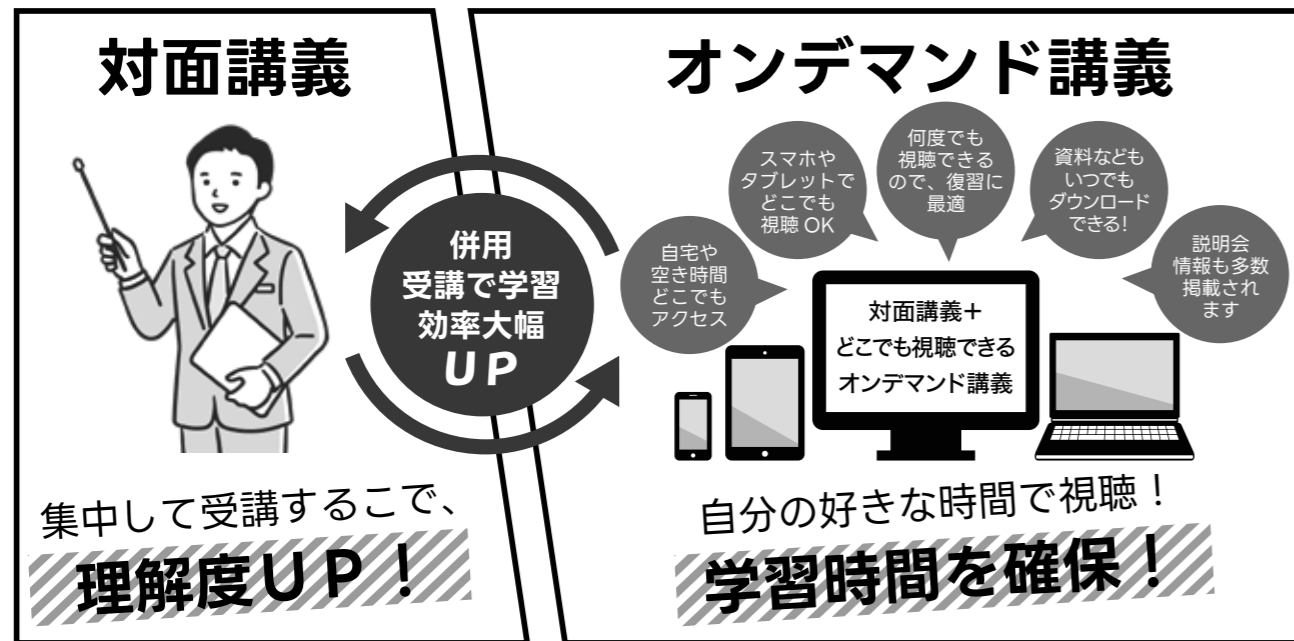 対面講義
併用
受講で学習
効率大幅
UP
集中して受講するこで、
理解度UP!
オンデマンド講義
自宅や
空き時間
どこでも
アクセス
スマホや
タブレットで
どこでも
視聴 OK
何度でも
視聴できる
ので、復習に
最適
資料なども
いつでも
ダウンロード
できる!
説明会
情報も多数
掲載され
ます
対面講義+
どこでも視聴できる
オンデマンド講義
自分の好きな時間で視聴!
学習時間を確保!